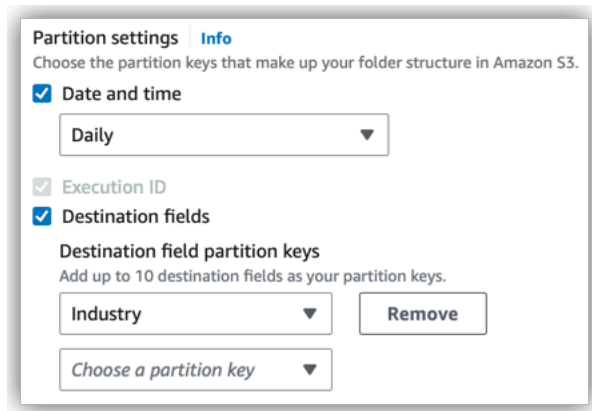 Partition settings Info
Choose the partition keys that make up your folder structure in Amazon S3.
Date and time
Daily
Execution ID
Destination fields
Destination field partition keys
Add up to 10 destination fields as your partition keys.
Industry Remove
Choose a partition key